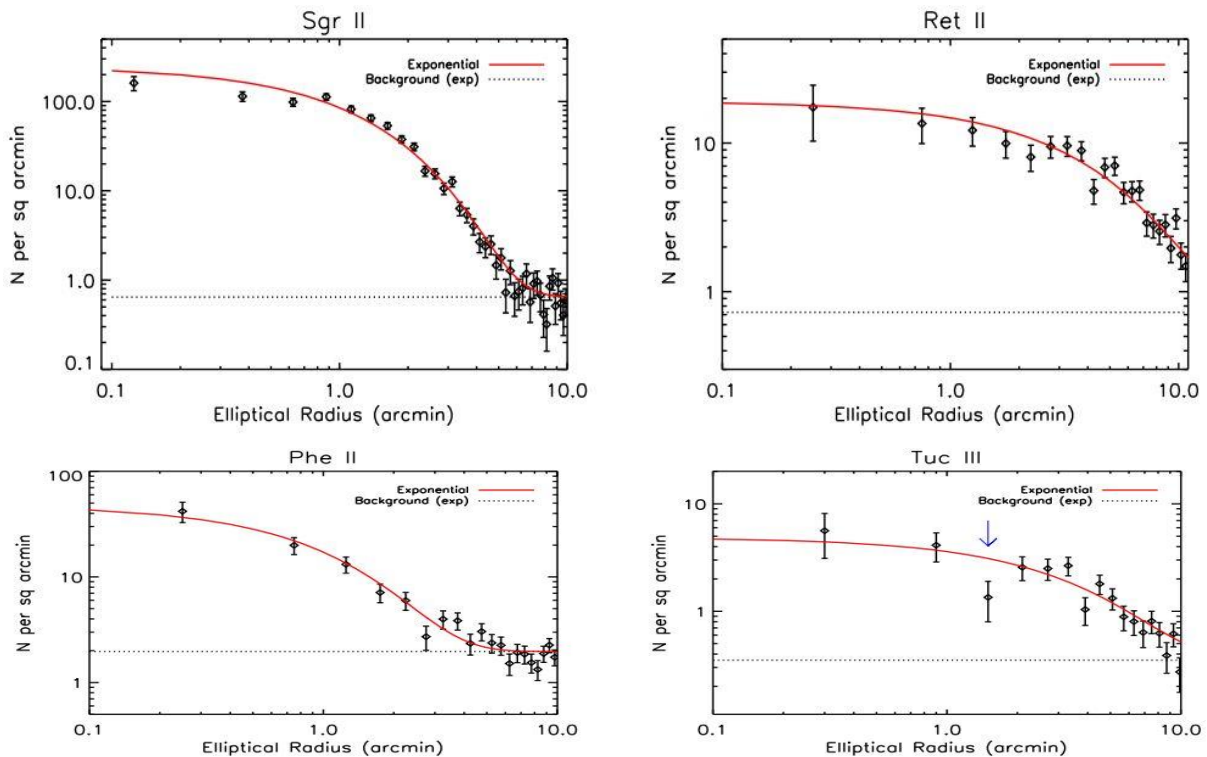 Sgr II
Exponential
Background (exp)
100.0
10.0
1.0
0.1
N per sq arcmin
0.1 1.0 10.0
Elliptical Radius (arcmin)
Ret II
Exponential
Background (exp)
10
1
N per sq arcmin
0.1 1.0 10.0
Elliptical Radius (arcmin)
Phe II
Exponential
Background (exp)
100
10
1
N per sq arcmin
0.1 1.0 10.0
Elliptical Radius (arcmin)
Tuc III
Exponential
Background (exp)
10
1
N per sq arcmin
0.1 1.0 10.0
Elliptical Radius (arcmin)